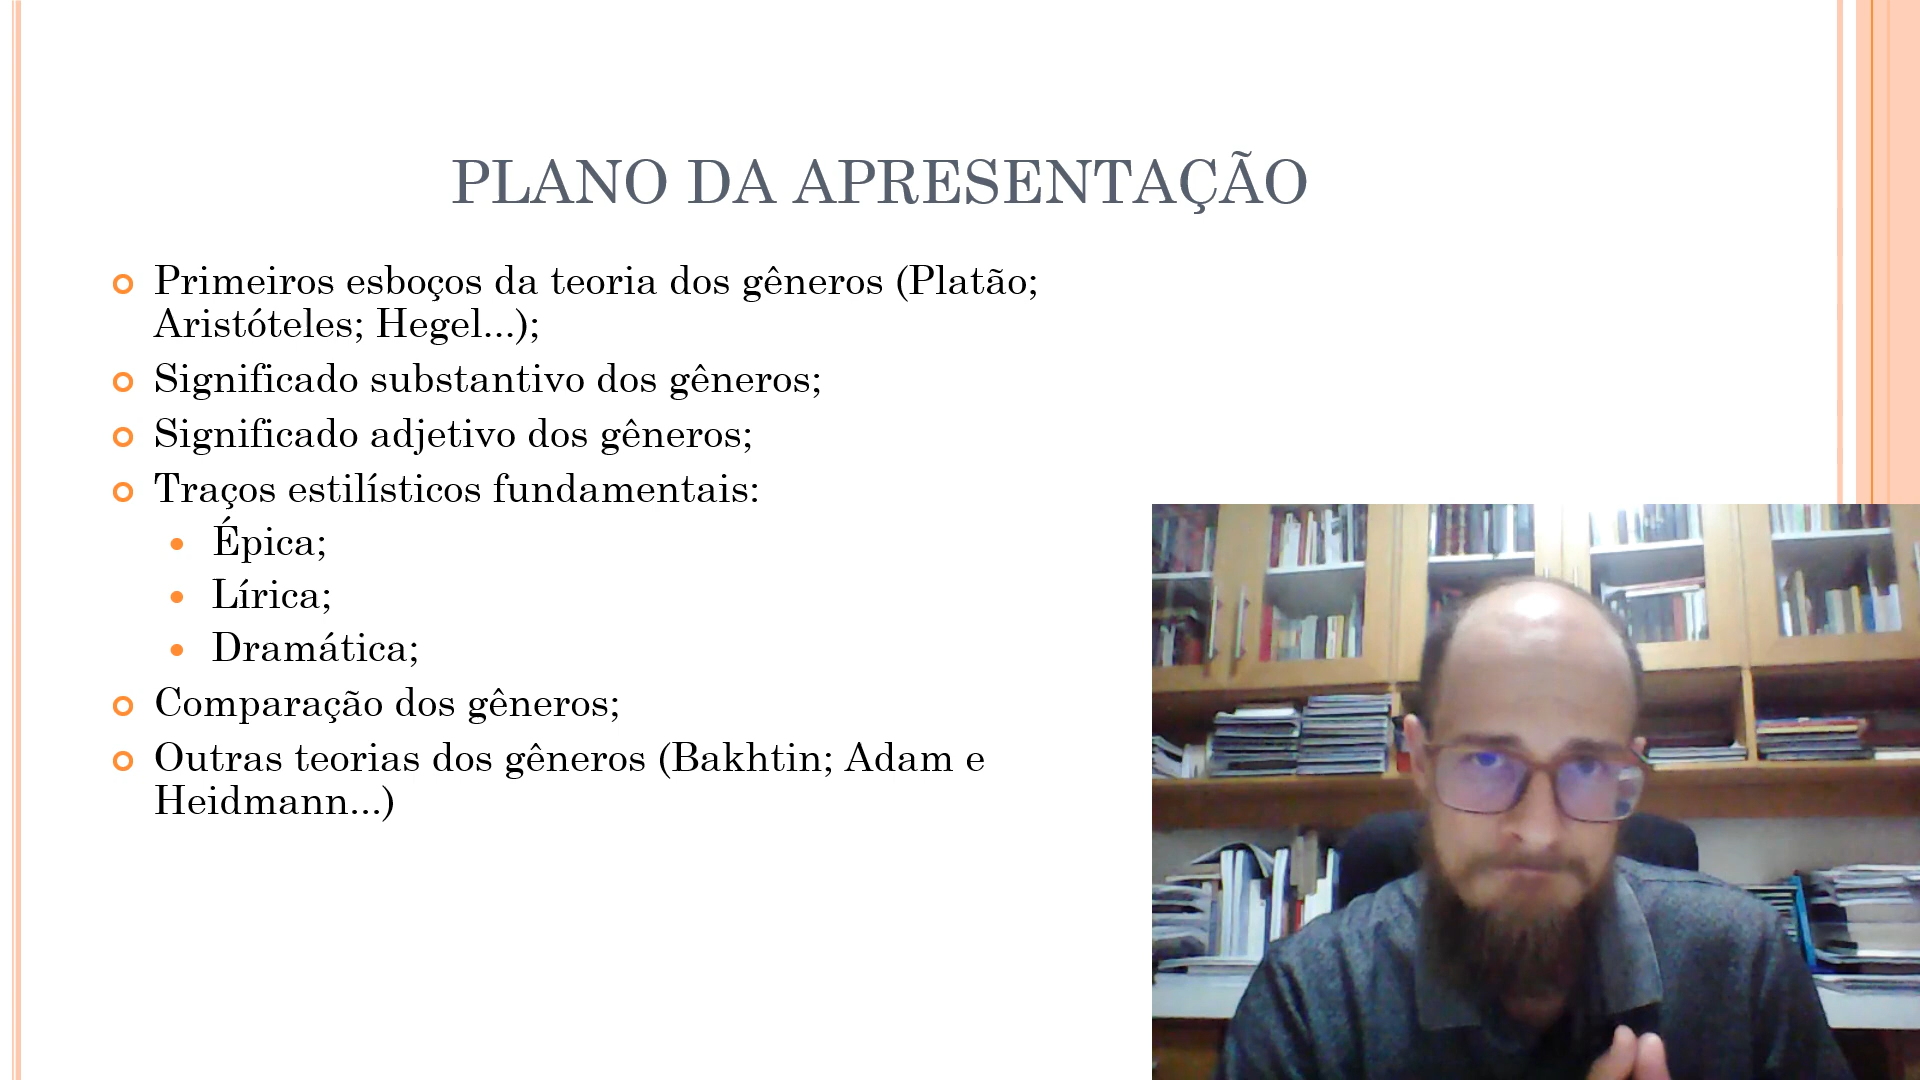 PLANO DA APRESENTAÇÃO
Primeiros esboços da teoria dos gêneros (Platão;
Aristóteles; Hegel...);
Significado substantivo dos gêneros;
Significado adjetivo dos gêneros;
Traços estilísticos fundamentais:
Épica;
Lírica;
Dramática;
Comparação dos gêneros;
Outras teorias dos gêneros (Bakhtin; Adam e
Heidmann...)